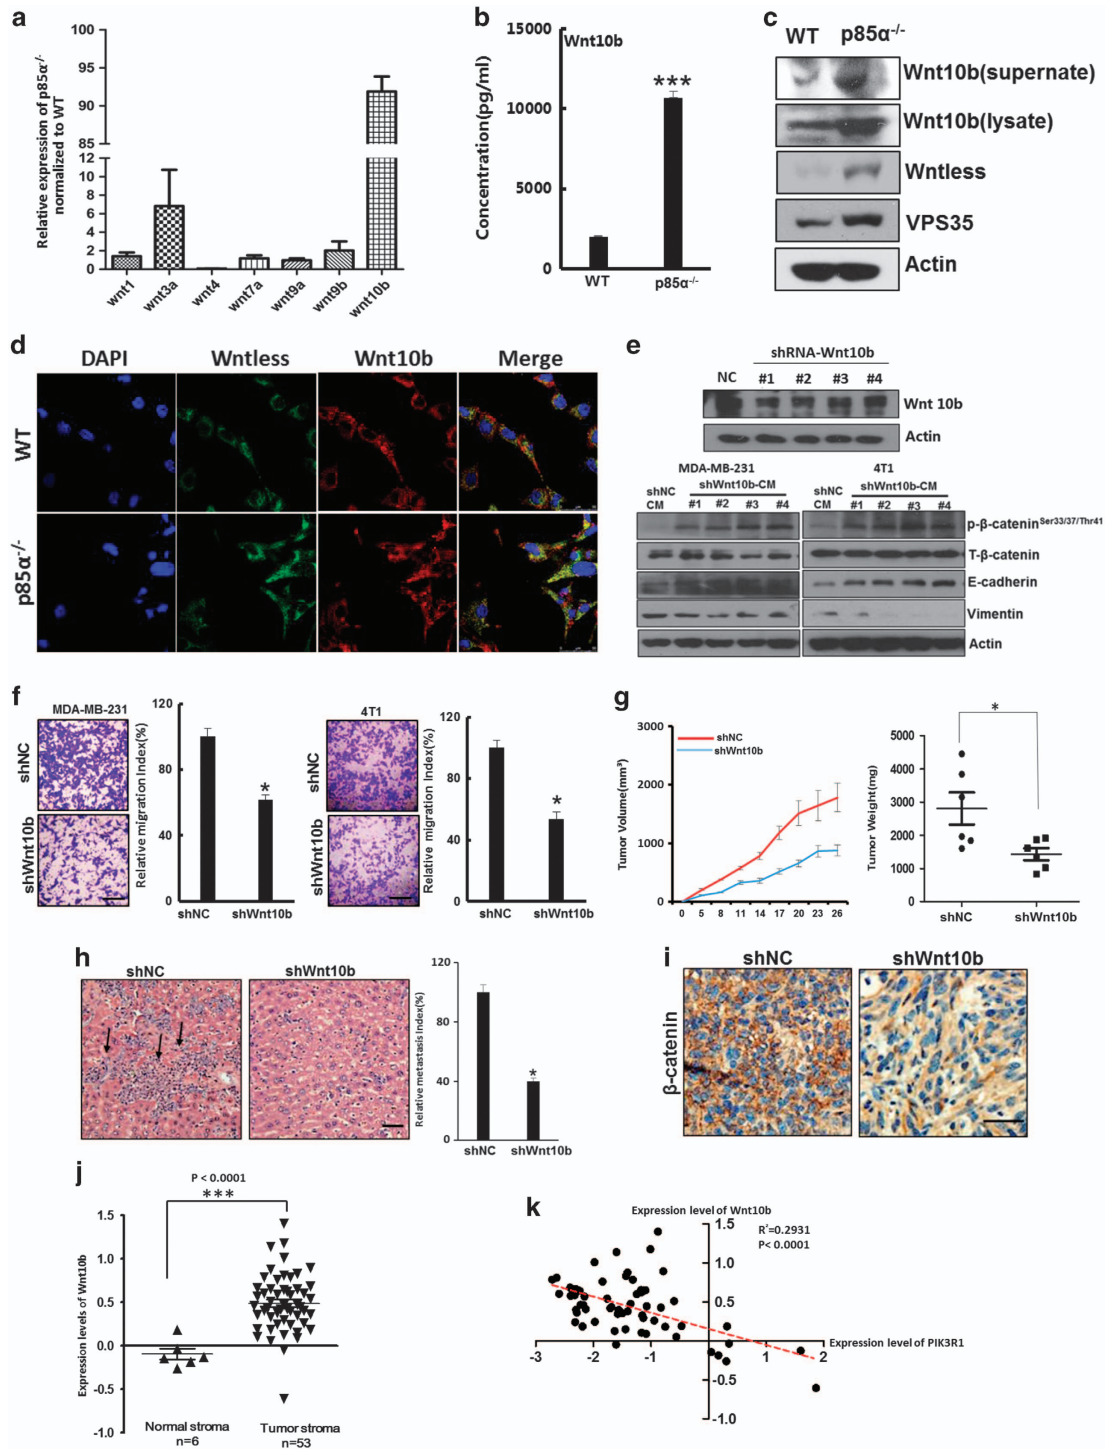 a
Relative expression of p85α-/-
normalized to WT
100
95
90
85
12
10
8
6
4
2
0
wnt1
wnt3a
wnt4
wnt7a
wnt9a
wnt9b
wnt10b
b
Wnt10b
Concentration(pg/ml)
15000
10000
5000
0
***
WT
p85α-/-
c
WT
p85α-/-
Wnt10b(supernate)
Wnt10b(lysate)
Wntless
VPS35
Actin
d
DAPI
Wntless
Wnt10b
Merge
WT
p85α-/-
e
shRNA-Wnt10b
NC
#1
#2
#3
#4
Wnt 10b
Actin
MDA-MB-231
4T1
shNC
CM
shWnt10b-CM
#1
#2
#3
#4
shNC
CM
shWnt10b-CM
#1
#2
#3
#4
p-β-catenin Ser33/37/Thr41
T-β-catenin
E-cadherin
Vimentin
Actin
f
MDA-MB-231
shNC
shWnt10b
Relative migration Index(%)
120
80
40
0
*
shNC
shWnt10b
4T1
shNC
shWnt10b
Relative migration Index(%)
120
80
40
0
*
shNC
shWnt10b
g
Tumor Volume(mm³)
3000
2000
1000
0
shNC
shWnt10b
0
5
8
11
14
17
20
23
26
Tumor Weight(mg)
5000
4000
3000
2000
1000
0
*
shNC
shWnt10b
h
shNC
shWnt10b
Relative metastasis Index(%)
120
80
40
0
*
shNC
shWnt10b
i
shNC
shWnt10b
β-catenin
j
P < 0.0001
***
Expression levels of Wnt10b
1.5
1.0
0.5
0.0
-0.5
-1.0
Normal stroma
n=6
Tumor stroma
n=53
k
Expression level of Wnt10b
R²=0.2931
P< 0.0001
1.5
1.0
0.5
-0.5
-1.0
-3
-2
-1
0
1
2
Expression level of PIK3R1